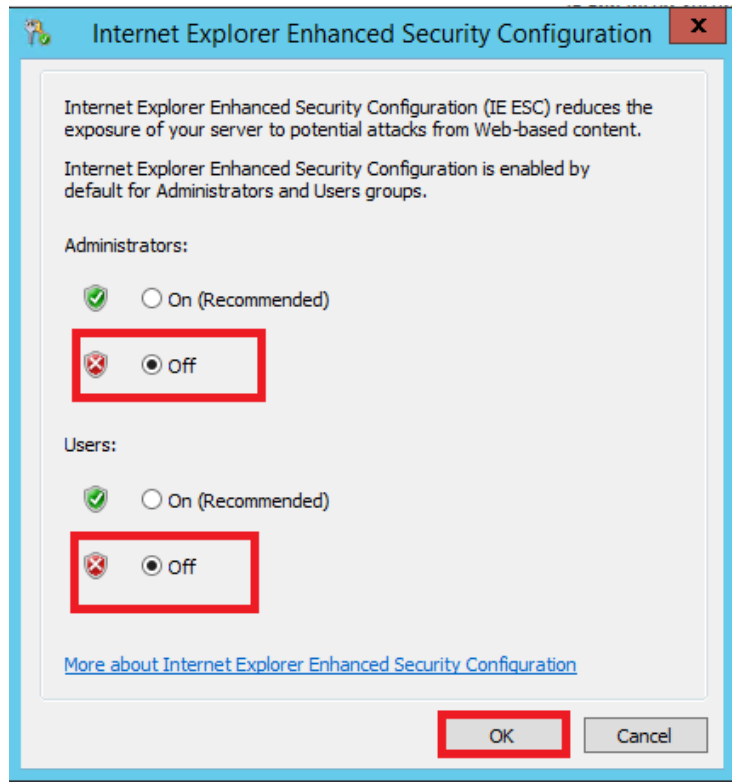 Internet Explorer Enhanced Security Configuration
X
Internet Explorer Enhanced Security Configuration (IE ESC) reduces the
exposure of your server to potential attacks from Web-based content.
Internet Explorer Enhanced Security Configuration is enabled by
default for Administrators and Users groups.
Administrators:
On (Recommended)
Off
Users:
On (Recommended)
Off
More about Internet Explorer Enhanced Security Configuration
OK
Cancel